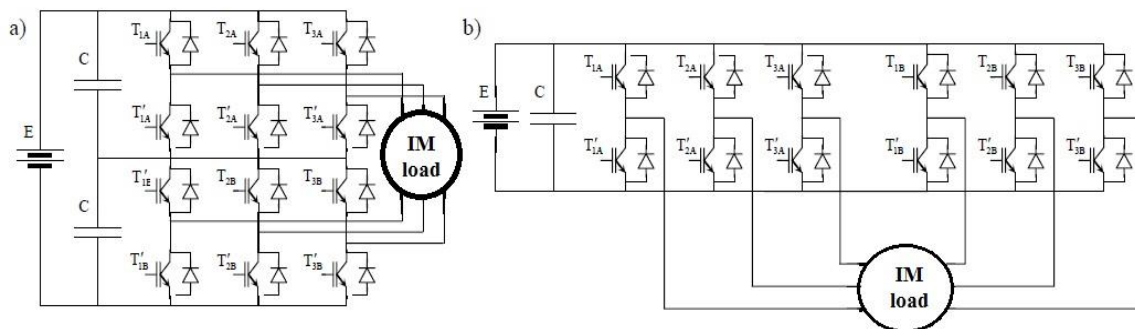 a)
T1A T2A T3A
C
T′1A T′2A T′3A
E
IM
load
T′1E T2B T3B
C
T′1B T′2B T′3B
b)
T1A T2A T3A T1B T2B T3B
E C
T′1A T′2A T′3A T′1B T′2B T′3B
IM
load